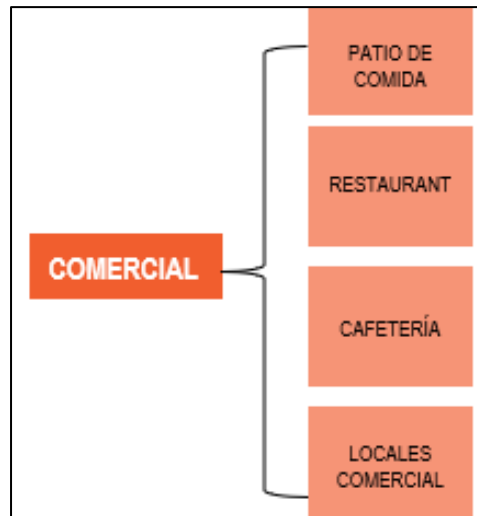 PATIO DE
COMIDA
RESTAURANT
COMERCIAL
CAFETERÍA
LOCALES
COMERCIAL